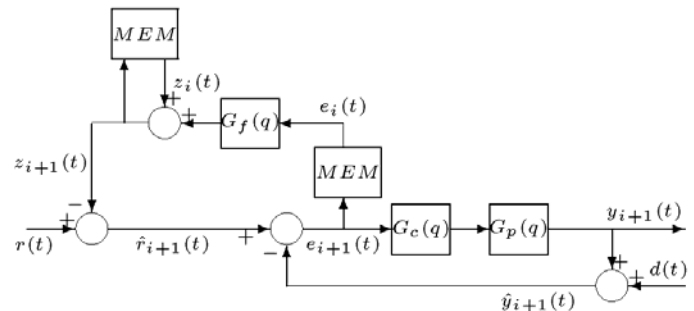 MEM
z_i(t)
+
+
G_f(q)
e_i(t)
z_{i+1}(t)
MEM
−
+
r(t)
r̂_{i+1}(t)
+
−
e_{i+1}(t)
G_c(q)
G_p(q)
y_{i+1}(t)
+
+
d(t)
ŷ_{i+1}(t)